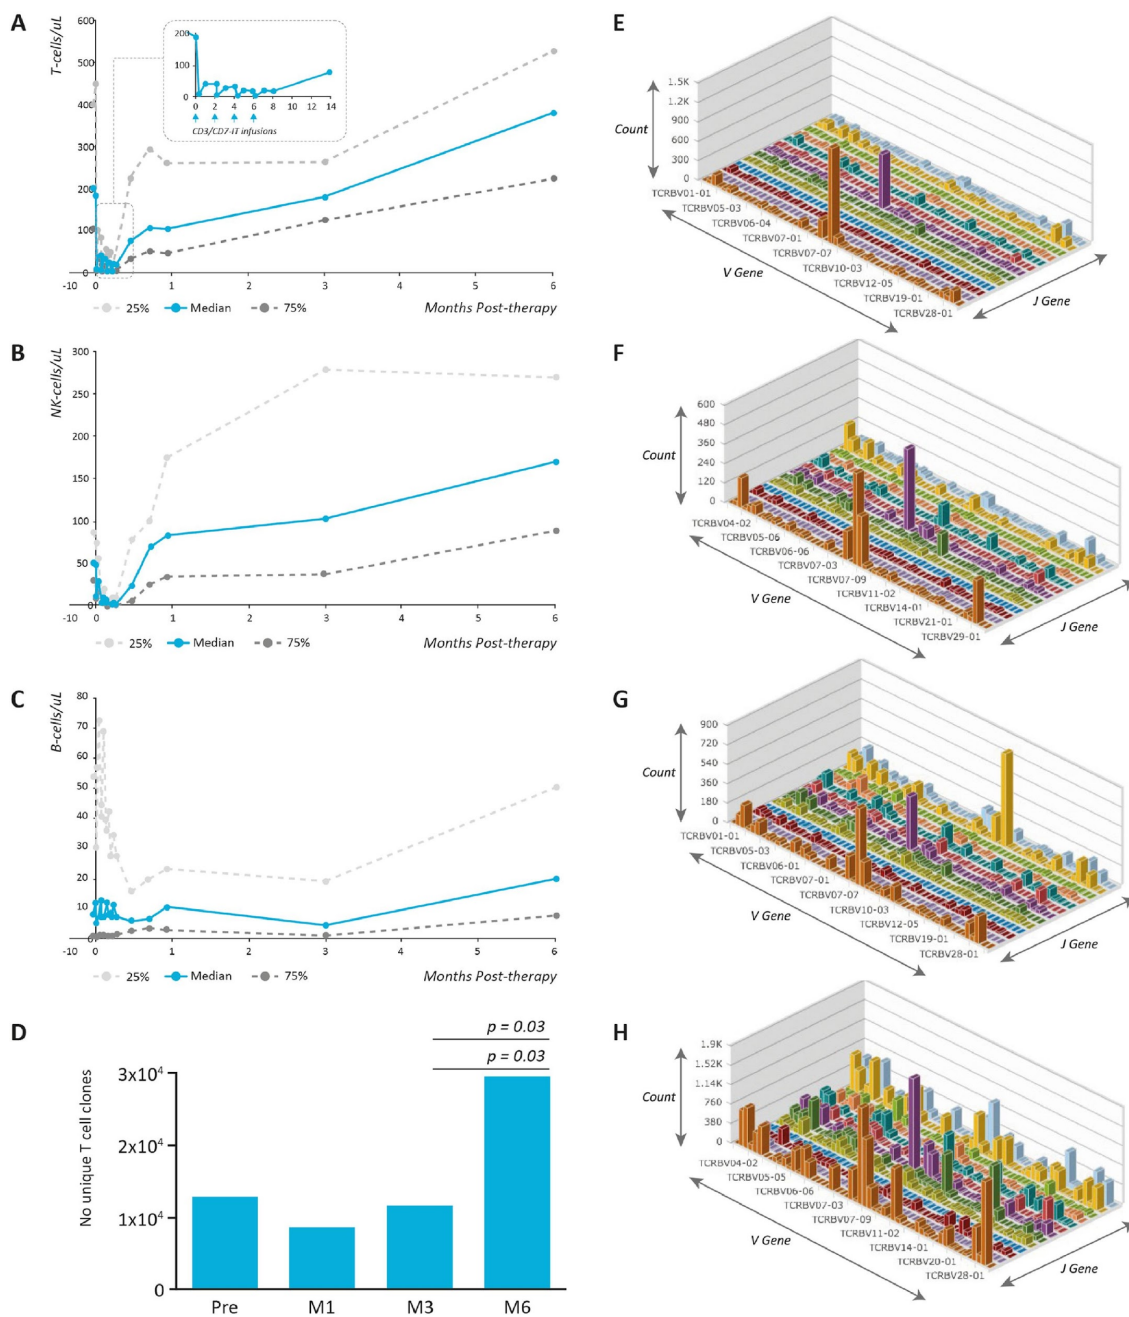 A
T-cells/uL
600
500
400
300
200
100
0
200
100
0
0 2 4 6 8 10 12 14
CD3/CD7-IT infusions
-10 0 1 2 3 4 5 6
25% Median 75% Months Post-therapy
B
NK-cells/uL
300
250
200
150
100
50
0
-10 0 1 2 3 4 5 6
25% Median 75% Months Post-therapy
C
B-cells/uL
80
70
60
50
40
30
20
10
0
-10 0 1 2 3 4 5 6
25% Median 75% Months Post-therapy
D
No unique T cell clones
p = 0.03
p = 0.03
3x10⁴
2x10⁴
1x10⁴
0
Pre M1 M3 M6
E
Count
1.5K
1.2K
900
600
300
0
TCRBV01-01
TCRBV05-03
TCRBV06-04
TCRBV07-01
TCRBV07-07
TCRBV10-03
TCRBV12-05
TCRBV19-01
TCRBV28-01
V Gene
J Gene
F
Count
600
480
360
240
120
0
TCRBV04-02
TCRBV05-06
TCRBV06-06
TCRBV07-03
TCRBV07-09
TCRBV11-02
TCRBV14-01
TCRBV21-01
TCRBV29-01
V Gene
J Gene
G
Count
900
720
540
360
180
0
TCRBV01-01
TCRBV05-03
TCRBV06-01
TCRBV07-01
TCRBV07-07
TCRBV10-03
TCRBV12-05
TCRBV19-01
TCRBV28-01
V Gene
J Gene
H
Count
1.9K
1.52K
1.14K
760
380
0
TCRBV04-02
TCRBV05-05
TCRBV06-06
TCRBV07-03
TCRBV07-09
TCRBV11-02
TCRBV14-01
TCRBV20-01
TCRBV28-01
V Gene
J Gene